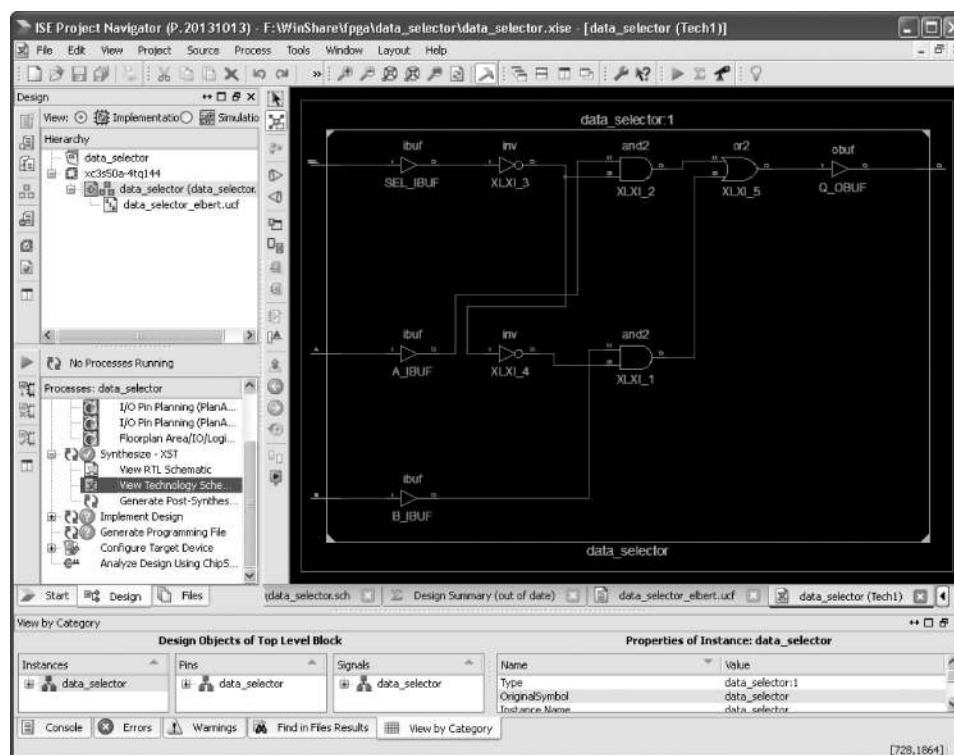 ISE Project Navigator (P.20131013) - F:\WinShare\fpga\data_selector\data_selector.xise - [data_selector (Tech1)]
File Edit View Project Source Process Tools Window Layout Help
Design
View: Implementatio Simulatio
Hierarchy
data_selector
xc3s50a-4tq144
data_selector (data_selector.
data_selector_elbert.ucf
No Processes Running
Processes: data_selector
I/O Pin Planning (PlanA...
I/O Pin Planning (PlanA...
Floorplan Area/IO/Logi...
Synthesize - XST
View RTL Schematic
View Technology Sche...
Generate Post-Synthes...
Implement Design
Generate Programming File
Configure Target Device
Analyze Design Using ChipS...
Start Design Files
data_selector:1
ibuf inv and2 or2 obuf
SEL_IBUF XLXI_3 XLXI_2 XLXI_5 Q_OBUF
ibuf inv and2
A_IBUF XLXI_4 XLXI_1
ibuf
B_IBUF
data_selector
data_selector.sch Design Summary (out of date) data_selector_elbert.ucf data_selector (Tech1)
View by Category
Design Objects of Top Level Block Properties of Instance: data_selector
Instances Pins Signals Name Value
data_selector data_selector data_selector Type data_selector:1
OriginalSymbol data_selector
Instance Name data_selector
Console Errors Warnings Find in Files Results View by Category
[728,1864]